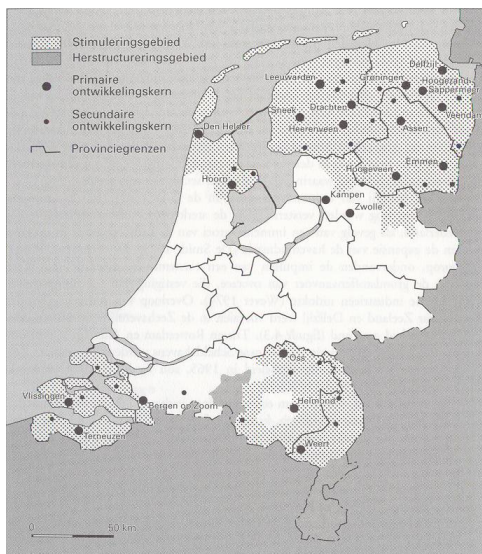 Stimuleringsgebied
Herstructureringsgebied
Primaire
ontwikkelingskern
Secundaire
ontwikkelingskern
Provinciegrenzen
Leeuwarden
Groningen
Delfzijl
Hoogezand-
Sappermeer
Veendam
Sneek
Drachten
Heerenveen
Assen
Den Helder
Emmen
Hoogeveen
Hoorn
Kampen
Zwolle
Oss
Helmond
Weert
Vlissingen
Bergen op Zoom
Terneuzen
0 50 km